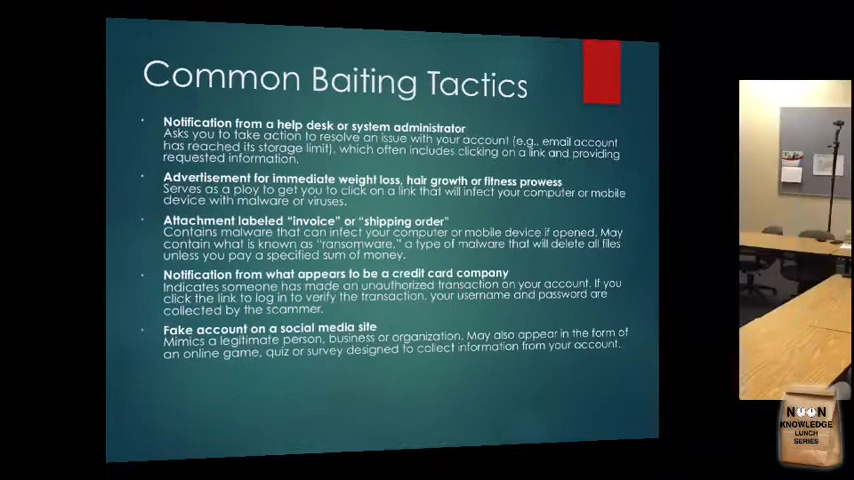 Common Baiting Tactics
Notification from a help desk or system administrator
Asks you to take action to resolve an issue with your account (e.g., email account
has reached its storage limit), which often includes clicking on a link and providing
requested information.
Advertisement for immediate weight loss, hair growth or fitness prowess
Serves as a ploy to get you to click on a link that will infect your computer or mobile
device with malware or viruses.
Attachment labeled “invoice” or “shipping order”
Contains malware that can infect your computer or mobile device if opened. May
contain what is known as “ransomware,” a type of malware that will delete all files
unless you pay a specified sum of money.
Notification from what appears to be a credit card company
Indicates someone has made an unauthorized transaction on your account. If you
click the link to log in to verify the transaction, your username and password are
collected by the scammer.
Fake account on a social media site
Mimics a legitimate person, business or organization. May also appear in the form of
an online game, quiz or survey designed to collect information from your account.
NOON
KNOWLEDGE
LUNCH
SERIES